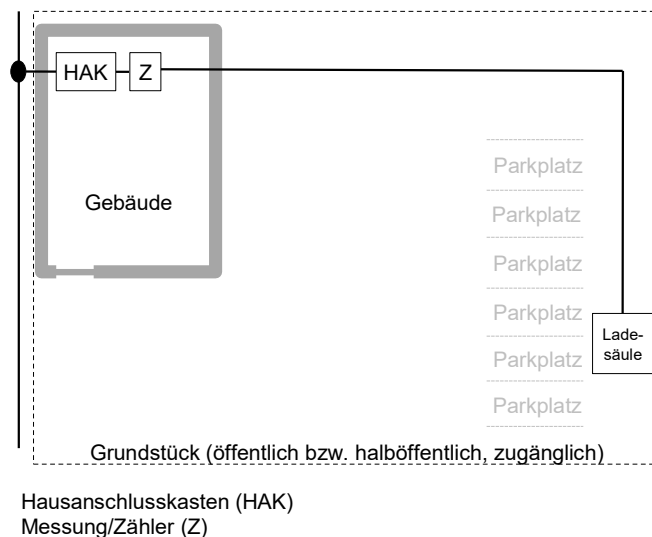 HAK
Z
Gebäude
Parkplatz
Parkplatz
Parkplatz
Parkplatz
Parkplatz
Parkplatz
Lade-
säule
Grundstück (öffentlich bzw. halböffentlich, zugänglich)
Hausanschlusskasten (HAK)
Messung/Zähler (Z)